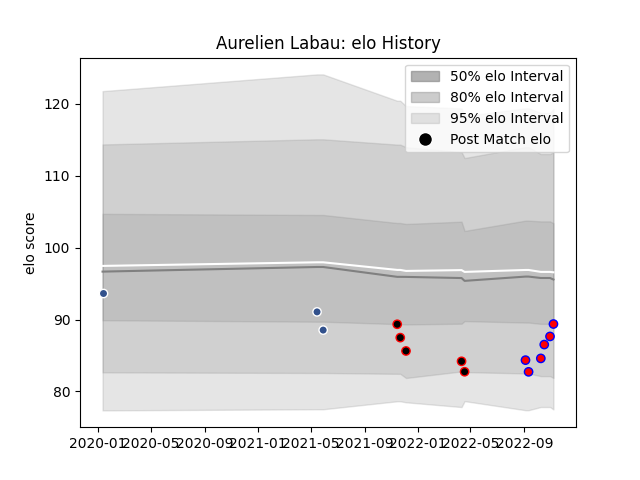 Aurelien Labau: elo History
50% elo Interval
80% elo Interval
95% elo Interval
Post Match elo
elo score
120
110
100
90
80
2020-01 2020-05 2020-09 2021-01 2021-05 2021-09 2022-01 2022-05 2022-09